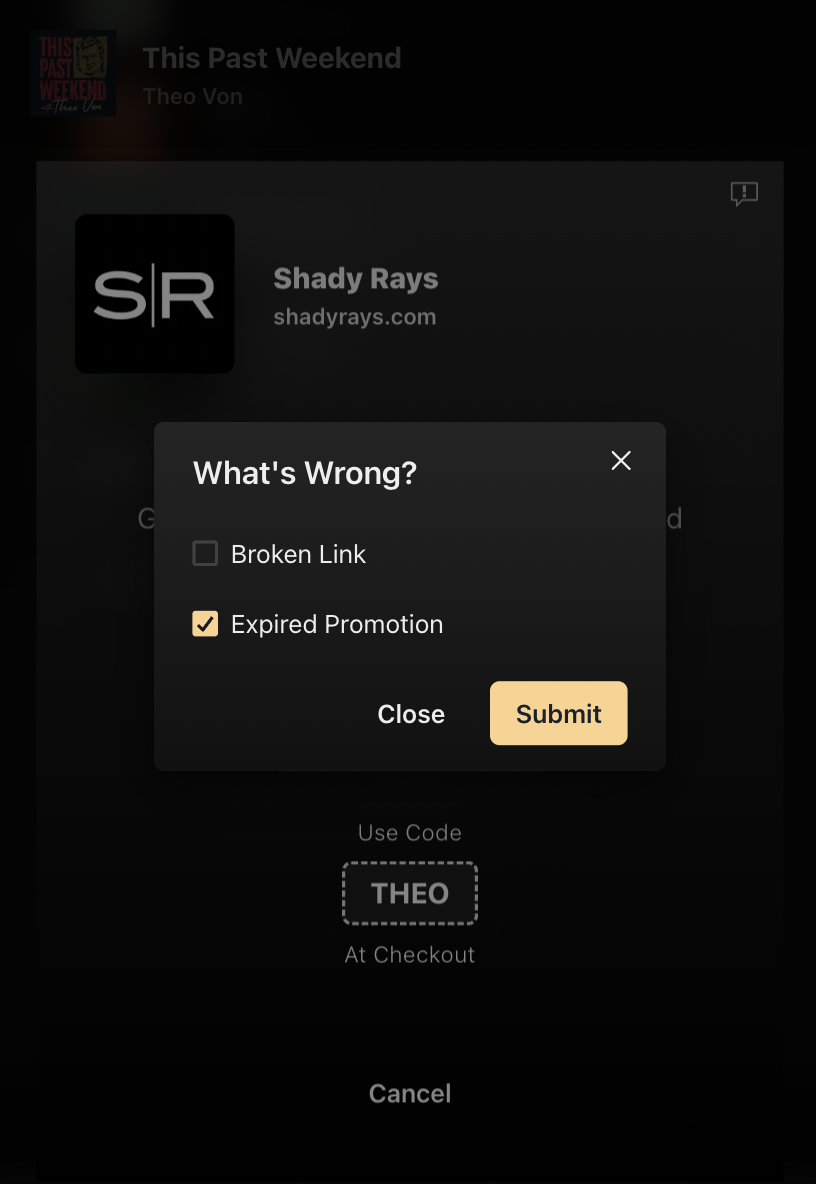 THIS
PAST
WEEKEND
Theo Von
This Past Weekend
Theo Von
S|R
Shady Rays
shadyrays.com
What's Wrong?
G d
Broken Link
Expired Promotion
Close Submit
Use Code
THEO
At Checkout
Cancel